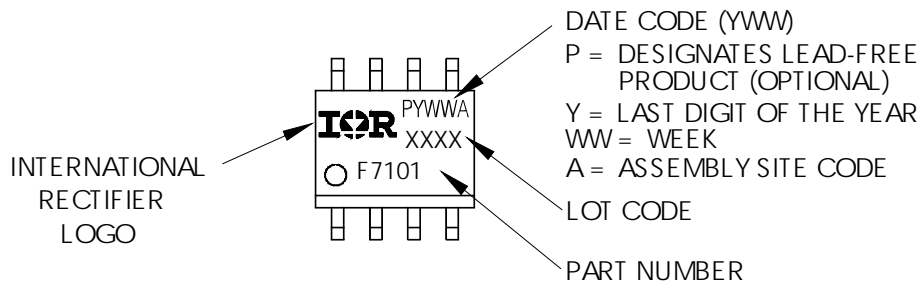 DATE CODE (YWW)
P = DESIGNATES LEAD-FREE
PRODUCT (OPTIONAL)
Y = LAST DIGIT OF THE YEAR
WW = WEEK
A = ASSEMBLY SITE CODE
LOT CODE
PART NUMBER
INTERNATIONAL
RECTIFIER
LOGO
IOR
PYWWA
XXXX
F7101